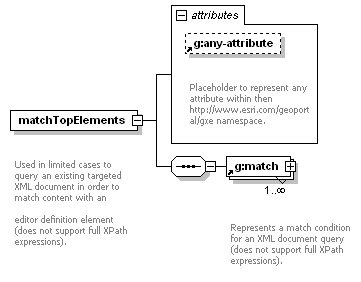 attributes
g:any-attribute
Placeholder to represent any
attribute within then
http://www.esri.com/geoport
al/gxe namespace.
matchTopElements
Used in limited cases to
query an existing targeted
XML document in order to
match content with an
editor definition element
(does not support full XPath
expressions).
g:match
1..∞
Represents a match condition
for an XML document query
(does not support full XPath
expressions).